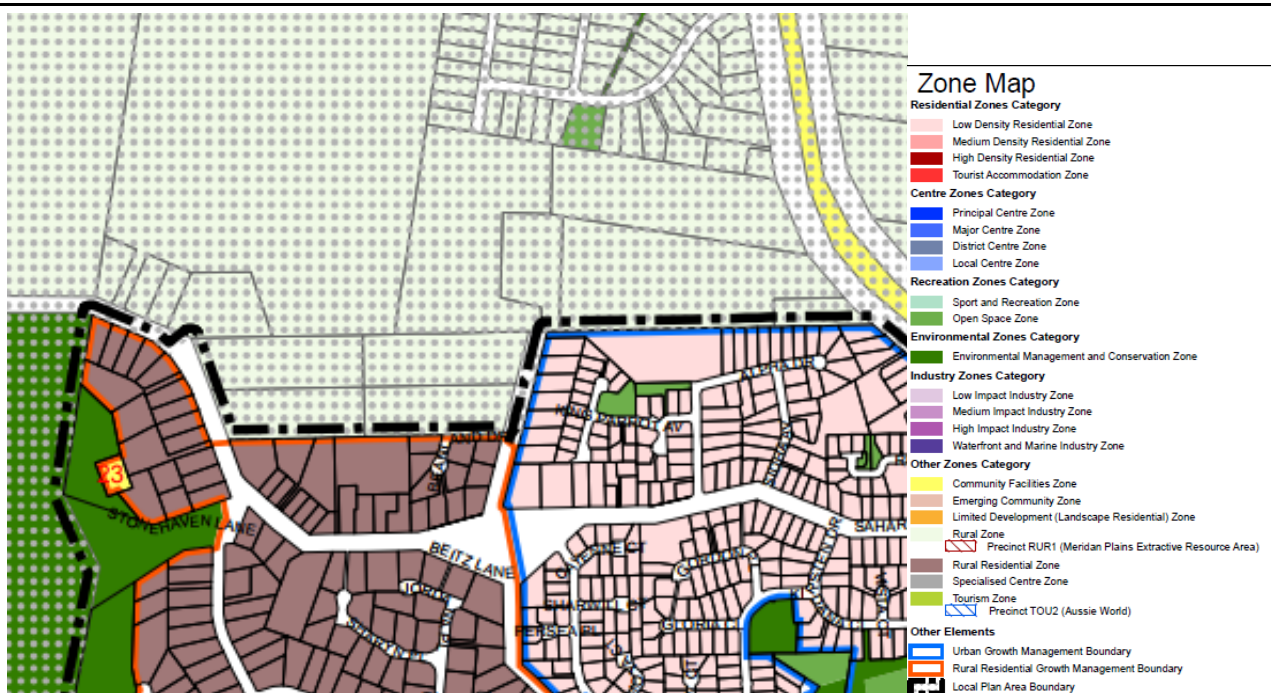 Zone Map
Residential Zones Category
Low Density Residential Zone
Medium Density Residential Zone
High Density Residential Zone
Tourist Accommodation Zone
Centre Zones Category
Principal Centre Zone
Major Centre Zone
District Centre Zone
Local Centre Zone
Recreation Zones Category
Sport and Recreation Zone
Open Space Zone
Environmental Zones Category
Environmental Management and Conservation Zone
Industry Zones Category
Low Impact Industry Zone
Medium Impact Industry Zone
High Impact Industry Zone
Waterfront and Marine Industry Zone
Other Zones Category
Community Facilities Zone
Emerging Community Zone
Limited Development (Landscape Residential) Zone
Rural Zone
Precinct RUR1 (Meridan Plains Extractive Resource Area)
Rural Residential Zone
Specialised Centre Zone
Tourism Zone
Precinct TOU2 (Aussie World)
Other Elements
Urban Growth Management Boundary
Rural Residential Growth Management Boundary
Local Plan Area Boundary
ALPHA DR
KING PARROT AV
23
STONEHAVEN LANE
BEITZ LANE
SAHAR
GORDON
KIRSTEN DR
PERSEA PL
GLORIA